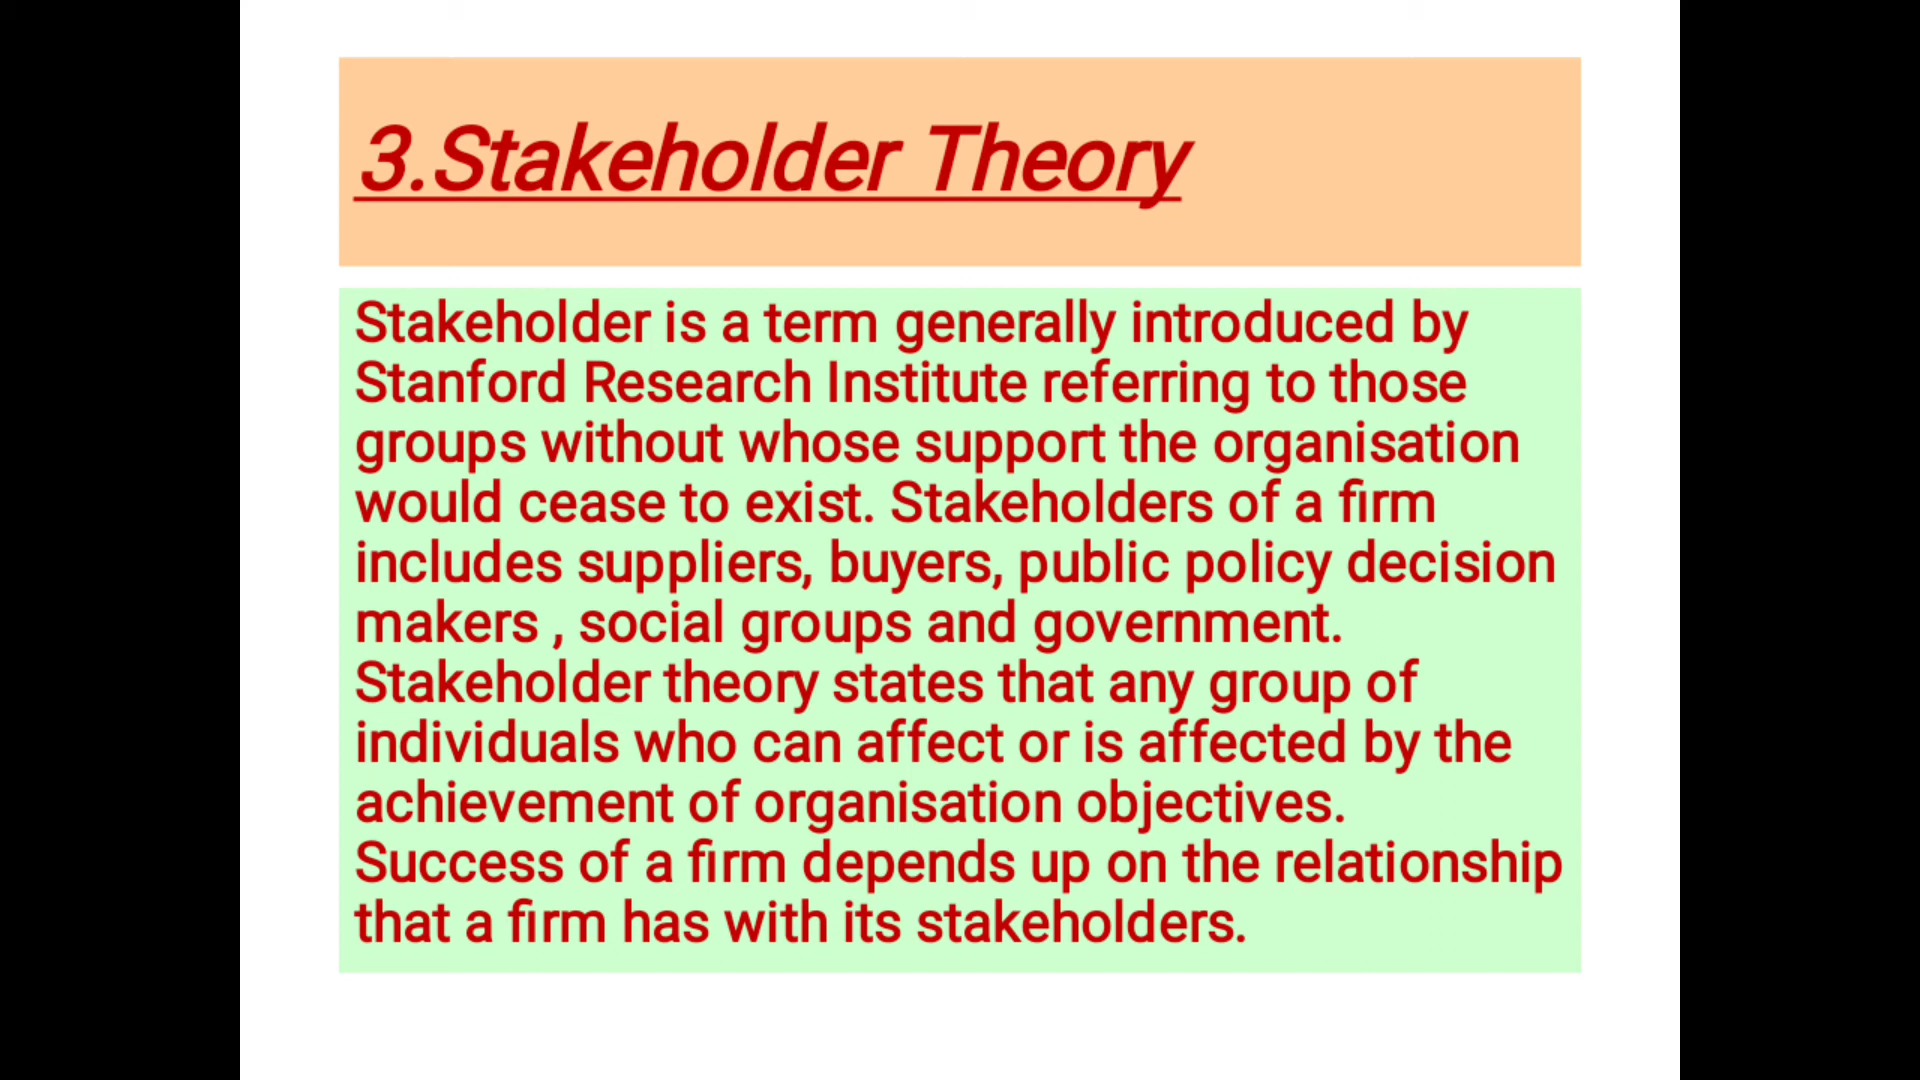 3.Stakeholder Theory
Stakeholder is a term generally introduced by
Stanford Research Institute referring to those
groups without whose support the organisation
would cease to exist. Stakeholders of a firm
includes suppliers, buyers, public policy decision
makers , social groups and government.
Stakeholder theory states that any group of
individuals who can affect or is affected by the
achievement of organisation objectives.
Success of a firm depends up on the relationship
that a firm has with its stakeholders.